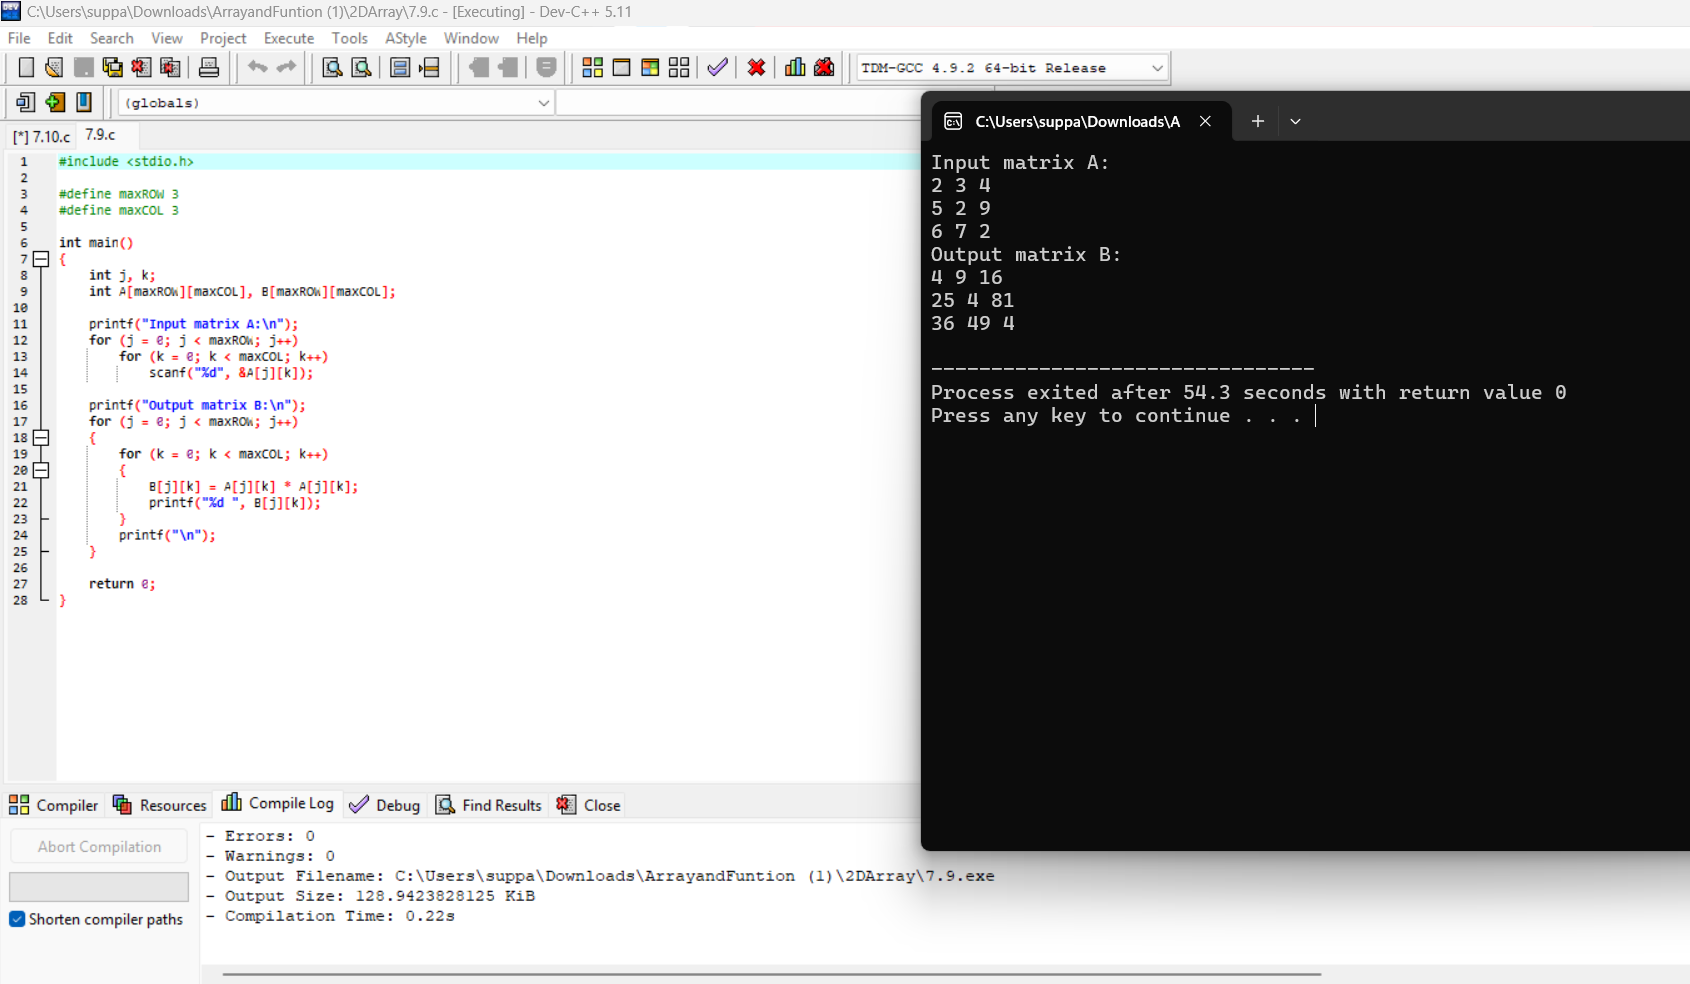 C:\Users\suppa\Downloads\ArrayandFuntion (1)\2DArray\7.9.c - [Executing] - Dev-C++ 5.11
File Edit Search View Project Execute Tools AStyle Window Help
TDM-GCC 4.9.2 64-bit Release
(globals)
[*] 7.10.c 7.9.c
1 #include <stdio.h>
2
3 #define maxROW 3
4 #define maxCOL 3
5
6 int main()
7 {
8 int j, k;
9 int A[maxROW][maxCOL], B[maxROW][maxCOL];
10
11 printf("Input matrix A:\n");
12 for (j = 0; j < maxROW; j++)
13 for (k = 0; k < maxCOL; k++)
14 scanf("%d", &A[j][k]);
15
16 printf("Output matrix B:\n");
17 for (j = 0; j < maxROW; j++)
18 {
19 for (k = 0; k < maxCOL; k++)
20 {
21 B[j][k] = A[j][k] * A[j][k];
22 printf("%d ", B[j][k]);
23 }
24 printf("\n");
25 }
26
27 return 0;
28 }
C:\Users\suppa\Downloads\A
Input matrix A:
2 3 4
5 2 9
6 7 2
Output matrix B:
4 9 16
25 4 81
36 49 4
--------------------------------
Process exited after 54.3 seconds with return value 0
Press any key to continue . . .
Compiler Resources Compile Log Debug Find Results Close
Abort Compilation
Shorten compiler paths
- Errors: 0
- Warnings: 0
- Output Filename: C:\Users\suppa\Downloads\ArrayandFuntion (1)\2DArray\7.9.exe
- Output Size: 128.9423828125 KiB
- Compilation Time: 0.22s